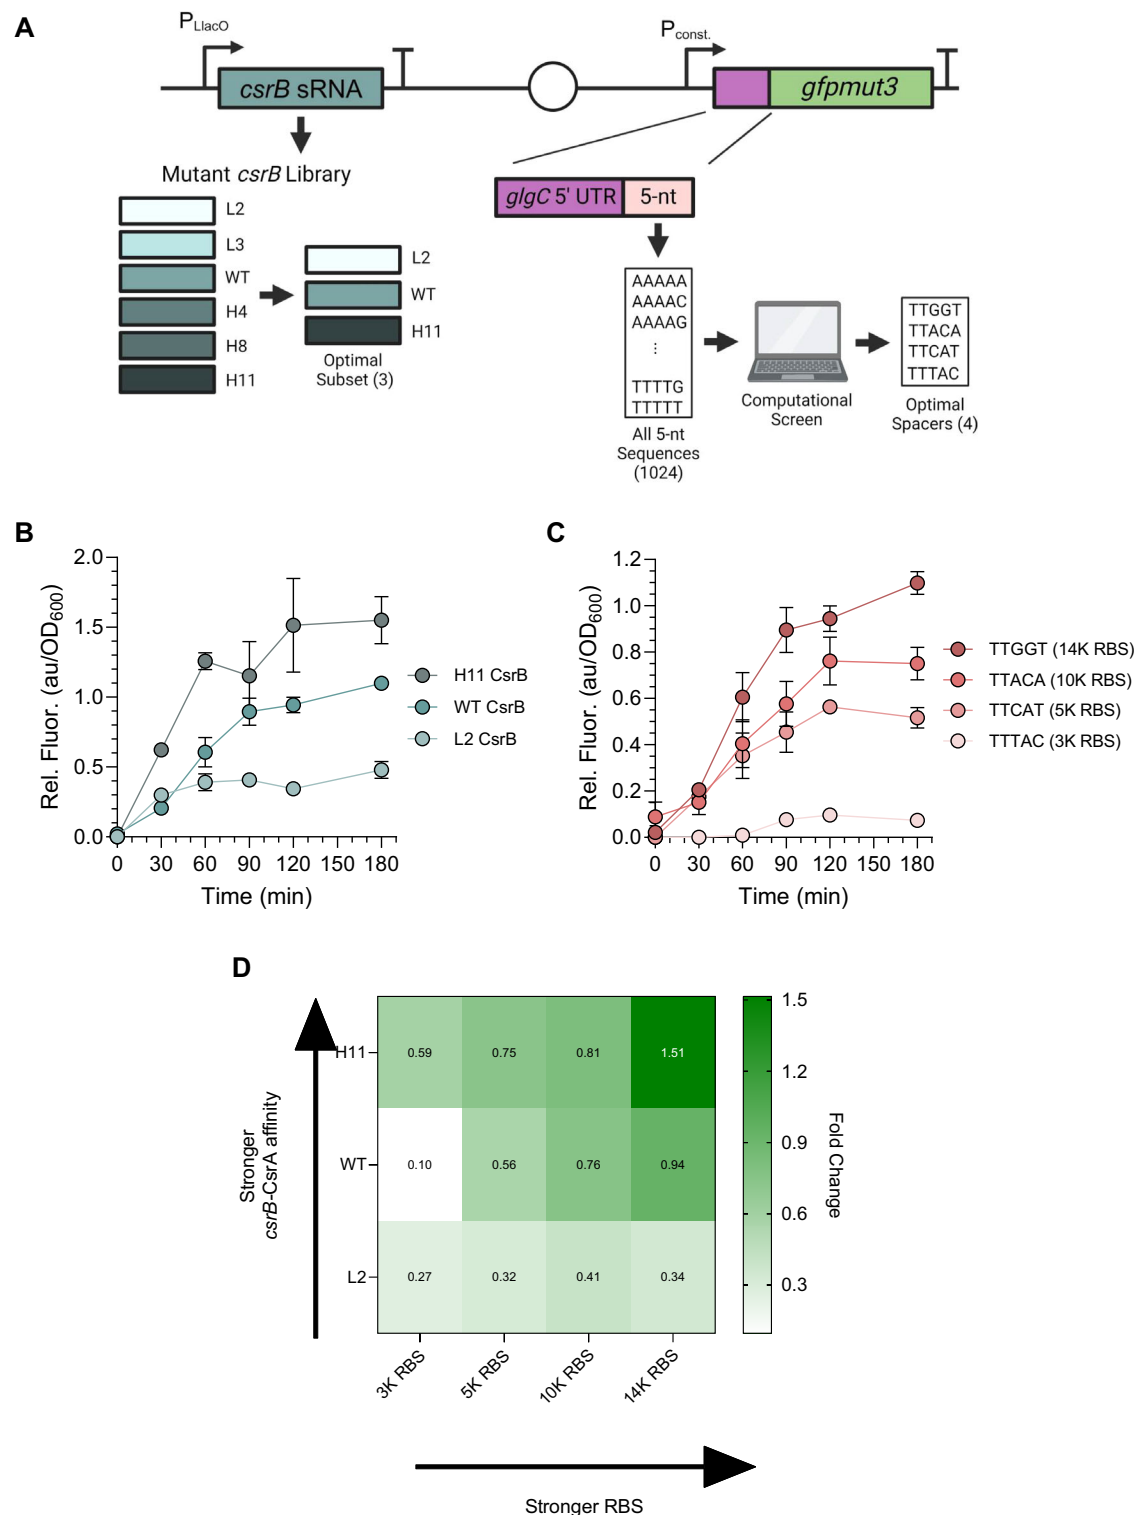 A
P_LlacO
P_const.
csrB sRNA
gfpmut3
Mutant csrB Library
L2
L3
WT
H4
H8
H11
L2
WT
H11
Optimal
Subset (3)
glgC 5' UTR
5-nt
AAAAA
AAAAC
AAAAG
⋮
TTTTG
TTTTT
All 5-nt
Sequences
(1024)
Computational
Screen
TTGGT
TTACA
TTCAT
TTTAC
Optimal
Spacers (4)
B
2.0
1.5
1.0
0.5
0.0
Rel. Fluor. (au/OD600)
0 30 60 90 120 150 180
Time (min)
H11 CsrB
WT CsrB
L2 CsrB
C
1.2
1.0
0.8
0.6
0.4
0.2
0.0
Rel. Fluor. (au/OD600)
0 30 60 90 120 150 180
Time (min)
TTGGT (14K RBS)
TTACA (10K RBS)
TTCAT (5K RBS)
TTTAC (3K RBS)
D
Stronger
csrB-CsrA affinity
H11 0.59 0.75 0.81 1.51
WT 0.10 0.56 0.76 0.94
L2 0.27 0.32 0.41 0.34
3K RBS 5K RBS 10K RBS 14K RBS
1.5
1.2
0.9
0.6
0.3
Fold Change
Stronger RBS